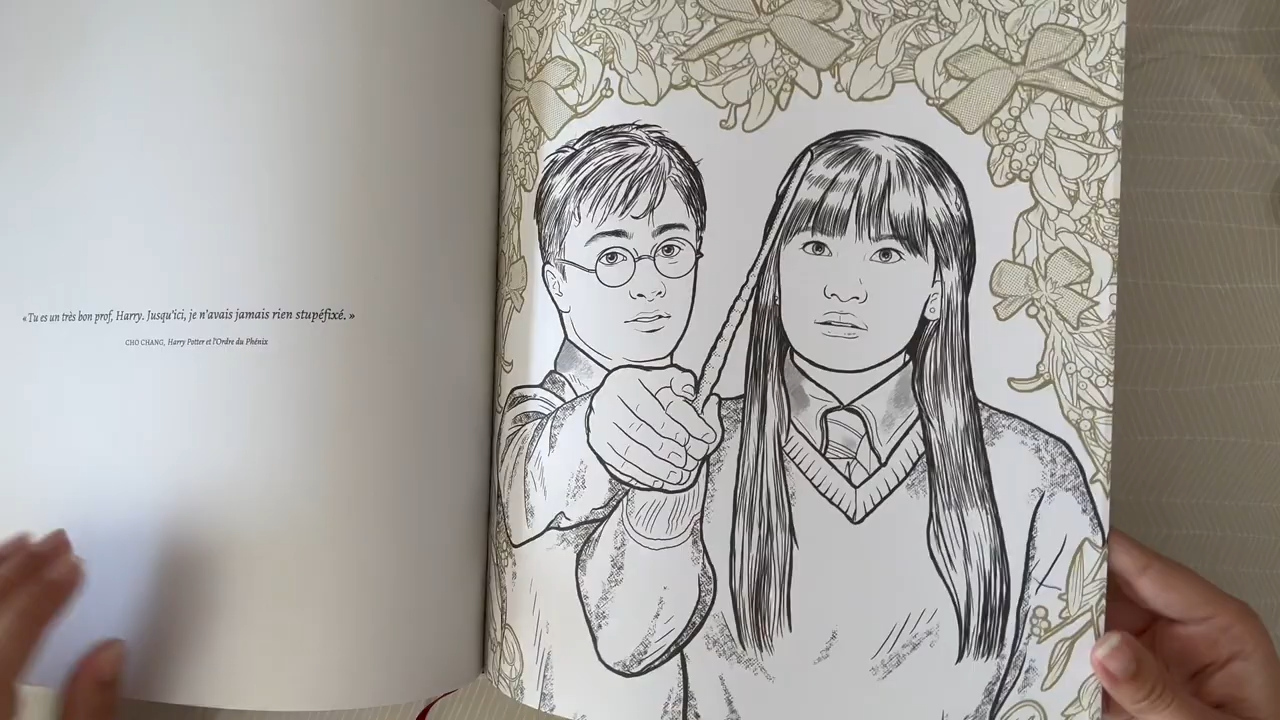 « Tu es un très bon prof, Harry. Jusqu'ici, je n'avais jamais rien stupéfixé. »
CHO CHANG, Harry Potter et l'Ordre du Phénix